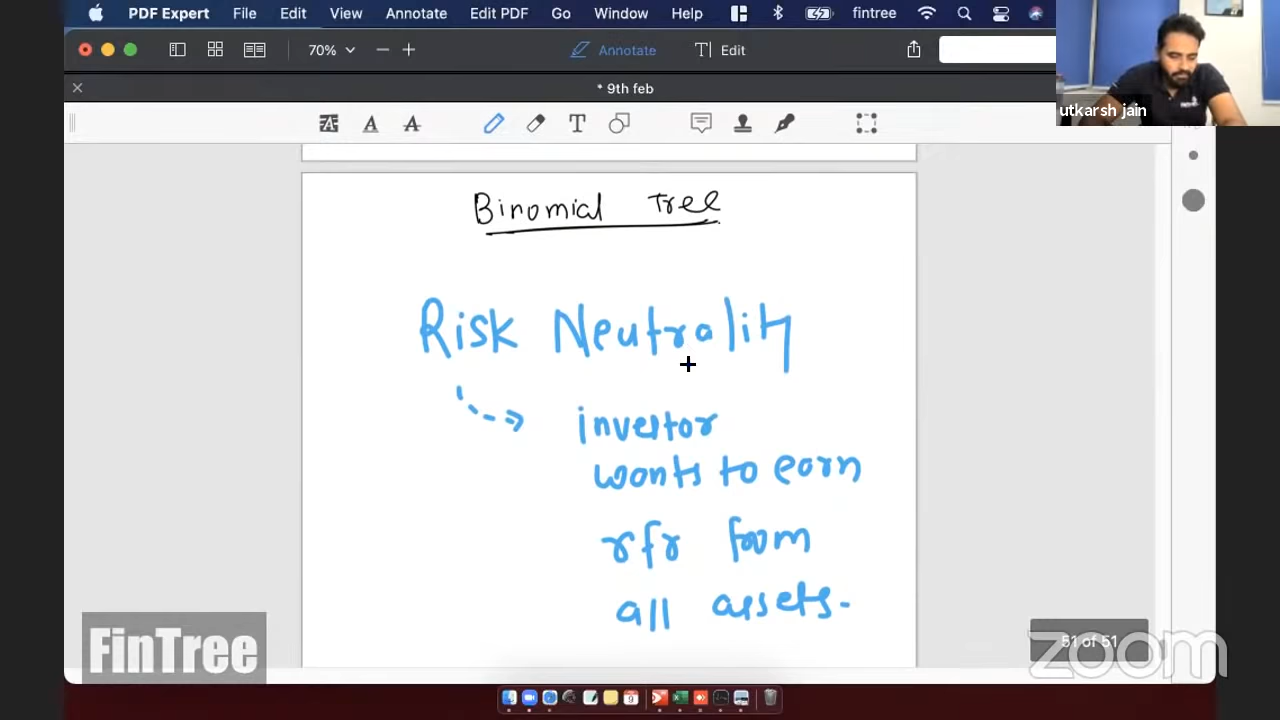 PDF Expert File Edit View Annotate Edit PDF Go Window Help fintree
70% Annotate Edit
* 9th feb
utkarsh jain
Binomial Tree
Risk Neutrality
investor
wants to earn
rfr from
all assets.
FinTree
51 of 51
zoom